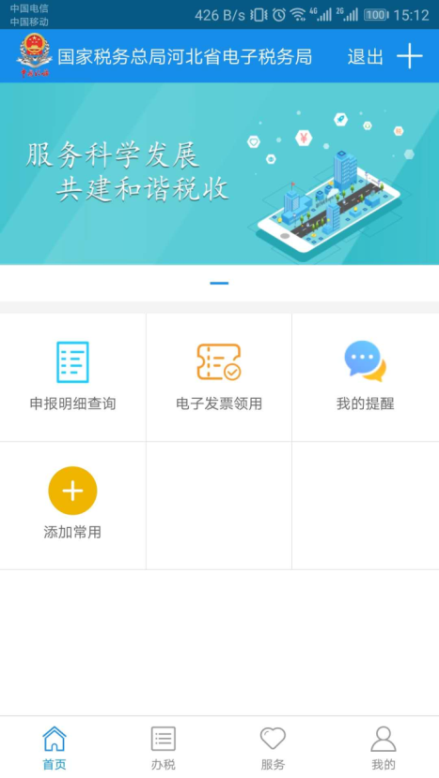 中国电信
中国移动
426 B/s 4G 2G 100 15:12
国家税务总局河北省电子税务局 退出
服务科学发展
共建和谐税收
申报明细查询
电子发票领用
我的提醒
添加常用
首页
办税
服务
我的